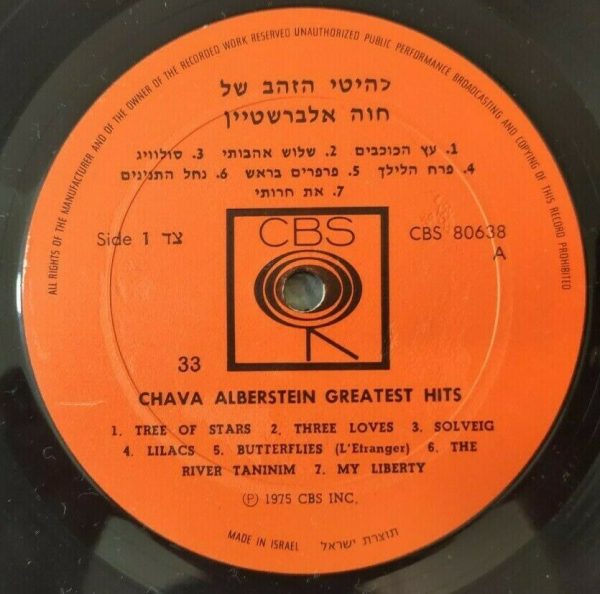 ALL RIGHTS OF THE MANUFACTURER AND OF THE OWNER OF THE RECORDED WORK RESERVED UNAUTHORIZED PUBLIC PERFORMANCE BROADCASTING AND COPYING OF THIS RECORD PROHIBITED
להיטי הזהב של
חוה אלברשטיין
1. עץ הכוכבים 2. שלוש אהבותי 3. סולוויג
4. פרח הלילך 5. פרפרים בראש 6. נחל התנינים
7. את חרותי
Side 1 צד
CBS
CBS 80638
A
33
CHAVA ALBERSTEIN GREATEST HITS
1. TREE OF STARS 2. THREE LOVES 3. SOLVEIG
4. LILACS 5. BUTTERFLIES (L'Etranger) 6. THE
RIVER TANINIM 7. MY LIBERTY
Ⓟ 1975 CBS INC.
MADE IN ISRAEL תוצרת ישראל